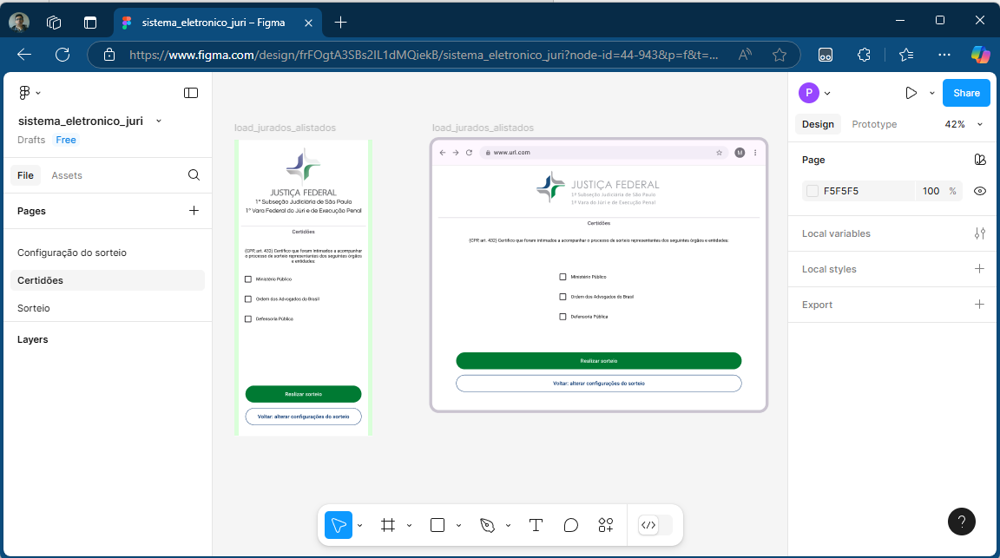 sistema_eletronico_juri – Figma
https://www.figma.com/design/frFOgtA3SBs2IL1dMQiekB/sistema_eletronico_juri?node-id=44-943&p=f&t=...
sistema_eletronico_juri
Drafts Free
File Assets
Pages
Configuração do sorteio
Certidões
Sorteio
Layers
load_jurados_alistados
JUSTIÇA FEDERAL
1ª Subseção Judiciária de São Paulo
1ª Vara Federal do Júri e de Execução Penal
Certidões
(CPP, art. 432) Certifico que foram intimados a acompanhar
o processo de sorteio representantes dos seguintes órgãos
e entidades:
Ministério Público
Ordem dos Advogados do Brasil
Defensoria Pública
Realizar sorteio
Voltar: alterar configurações do sorteio
load_jurados_alistados
www.url.com
M
JUSTIÇA FEDERAL
1ª Subseção Judiciária de São Paulo
1ª Vara do Júri e de Execução Penal
Certidões
(CPP, art. 432) Certifico que foram intimados a acompanhar o processo de sorteio representantes dos seguintes órgãos e entidades:
Ministério Público
Ordem dos Advogados do Brasil
Defensoria Pública
Realizar sorteio
Voltar: alterar configurações do sorteio
P
Share
Design Prototype 42%
Page
F5F5F5 100 %
Local variables
Local styles
Export
?